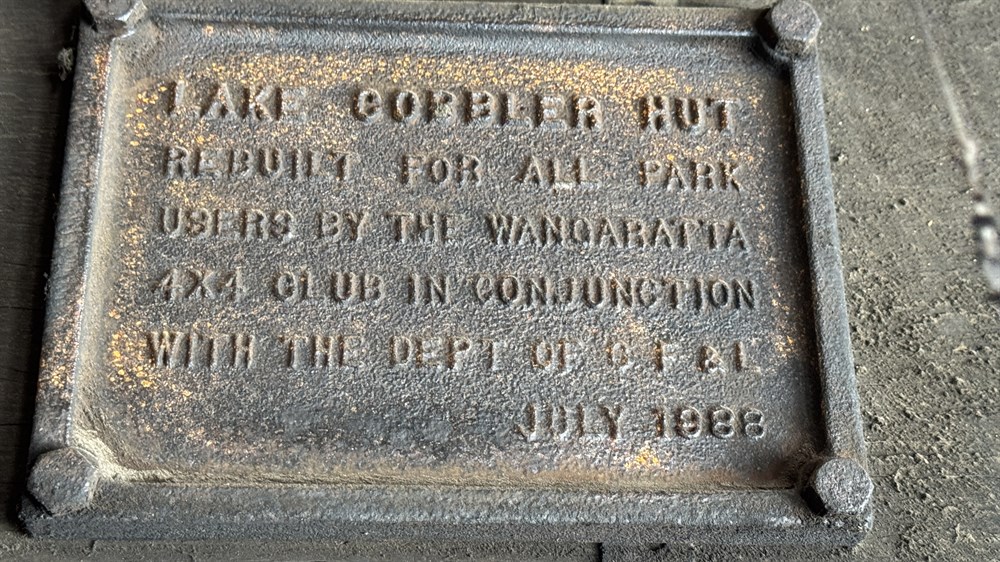 LAKE COBBLER HUT
REBUILT FOR ALL PARK
USERS BY THE WANGARATTA
4X4 CLUB IN CONJUNCTION
WITH THE DEPT OF C F & L
JULY 1988